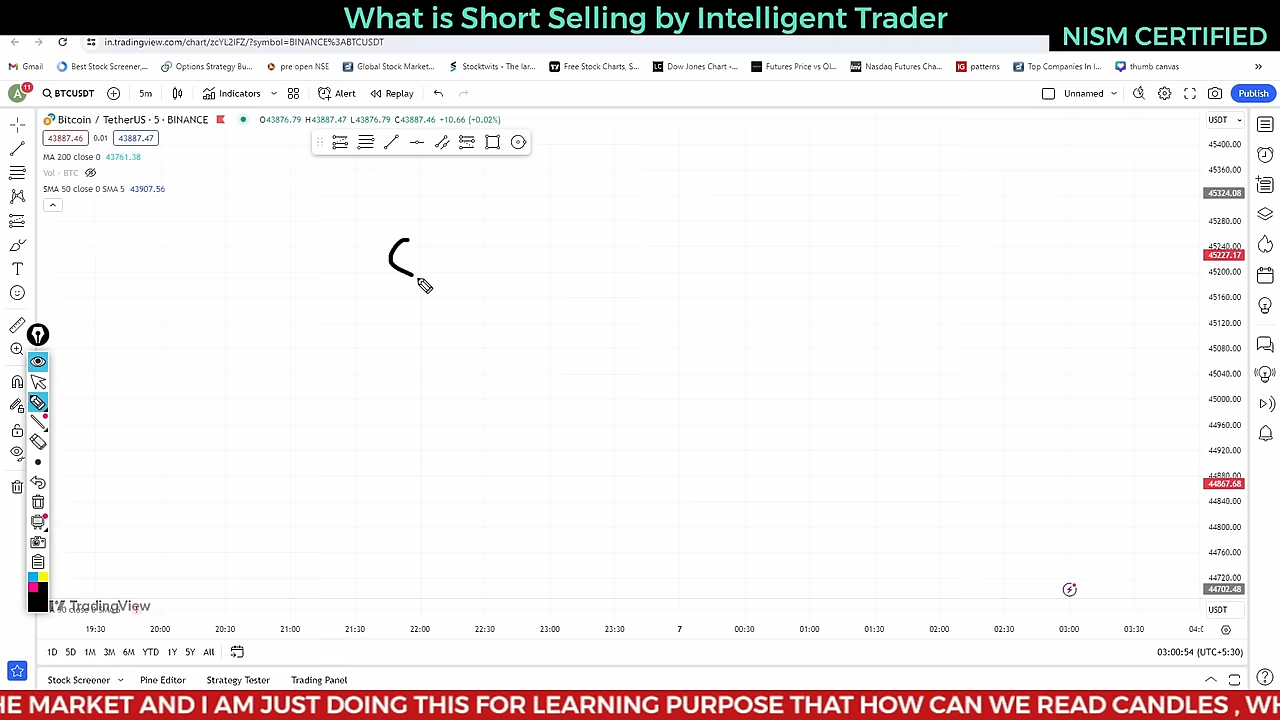 What is Short Selling by Intelligent Trader
NISM CERTIFIED
in.tradingview.com/chart/zcYL2IFZ/?symbol=BINANCE%3ABTCUSDT
Gmail
Best Stock Screener,...
Options Strategy Bu...
pre open NSE
Global Stock Market...
Stocktwits - The lar...
Free Stock Charts, S...
Dow Jones Chart -...
Futures Price vs Ol...
Nasdaq Futures Cha...
patterns
Top Companies In I...
thumb canvas
»
A
11
BTCUSDT
5m
Indicators
Alert
Replay
Unnamed
Publish
Bitcoin / TetherUS · 5 · BINANCE
O43876.79 H43887.47 L43876.79 C43887.46 +10.66 (+0.02%)
43887.46
0.01
43887.47
MA 200 close 0 43761.38
Vol · BTC
SMA 50 close 0 SMA 5 43907.56
USDT
45400.00
45360.00
45324.08
45280.00
45240.00
45227.17
45200.00
45160.00
45120.00
45080.00
45040.00
45000.00
44960.00
44920.00
44880.00
44867.68
44840.00
44800.00
44760.00
44720.00
44702.48
USDT
TradingView
19:30
20:00
20:30
21:00
21:30
22:00
22:30
23:00
23:30
7
00:30
01:00
01:30
02:00
02:30
03:00
03:30
04:0
1D 5D 1M 3M 6M YTD 1Y 5Y All
03:00:54 (UTC+5:30)
Stock Screener
Pine Editor
Strategy Tester
Trading Panel
HE MARKET AND I AM JUST DOING THIS FOR LEARNING PURPOSE THAT HOW CAN WE READ CANDLES , WH